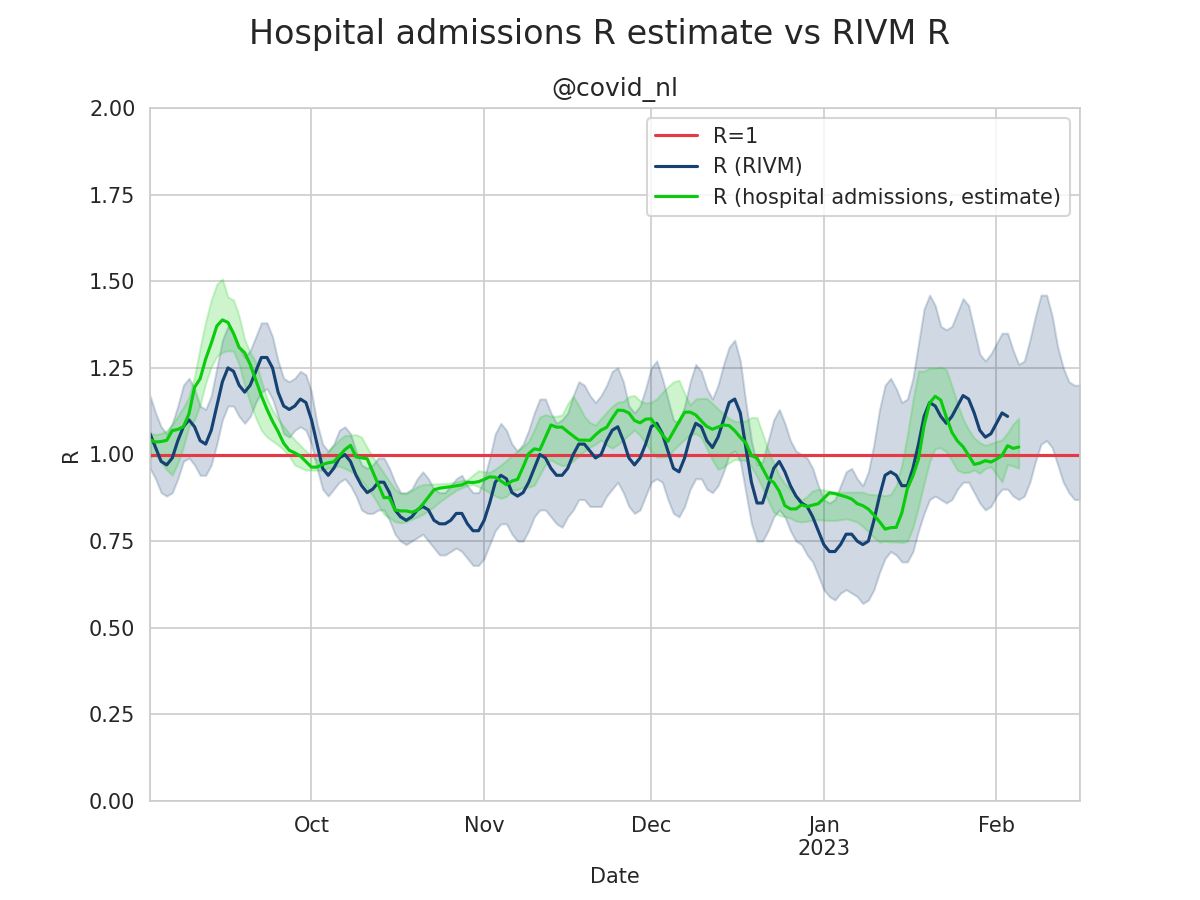 Hospital admissions R estimate vs RIVM R
@covid_nl
R=1
R (RIVM)
R (hospital admissions, estimate)
R
2.00
1.75
1.50
1.25
1.00
0.75
0.50
0.25
0.00
Oct
Nov
Dec
Jan
2023
Feb
Date